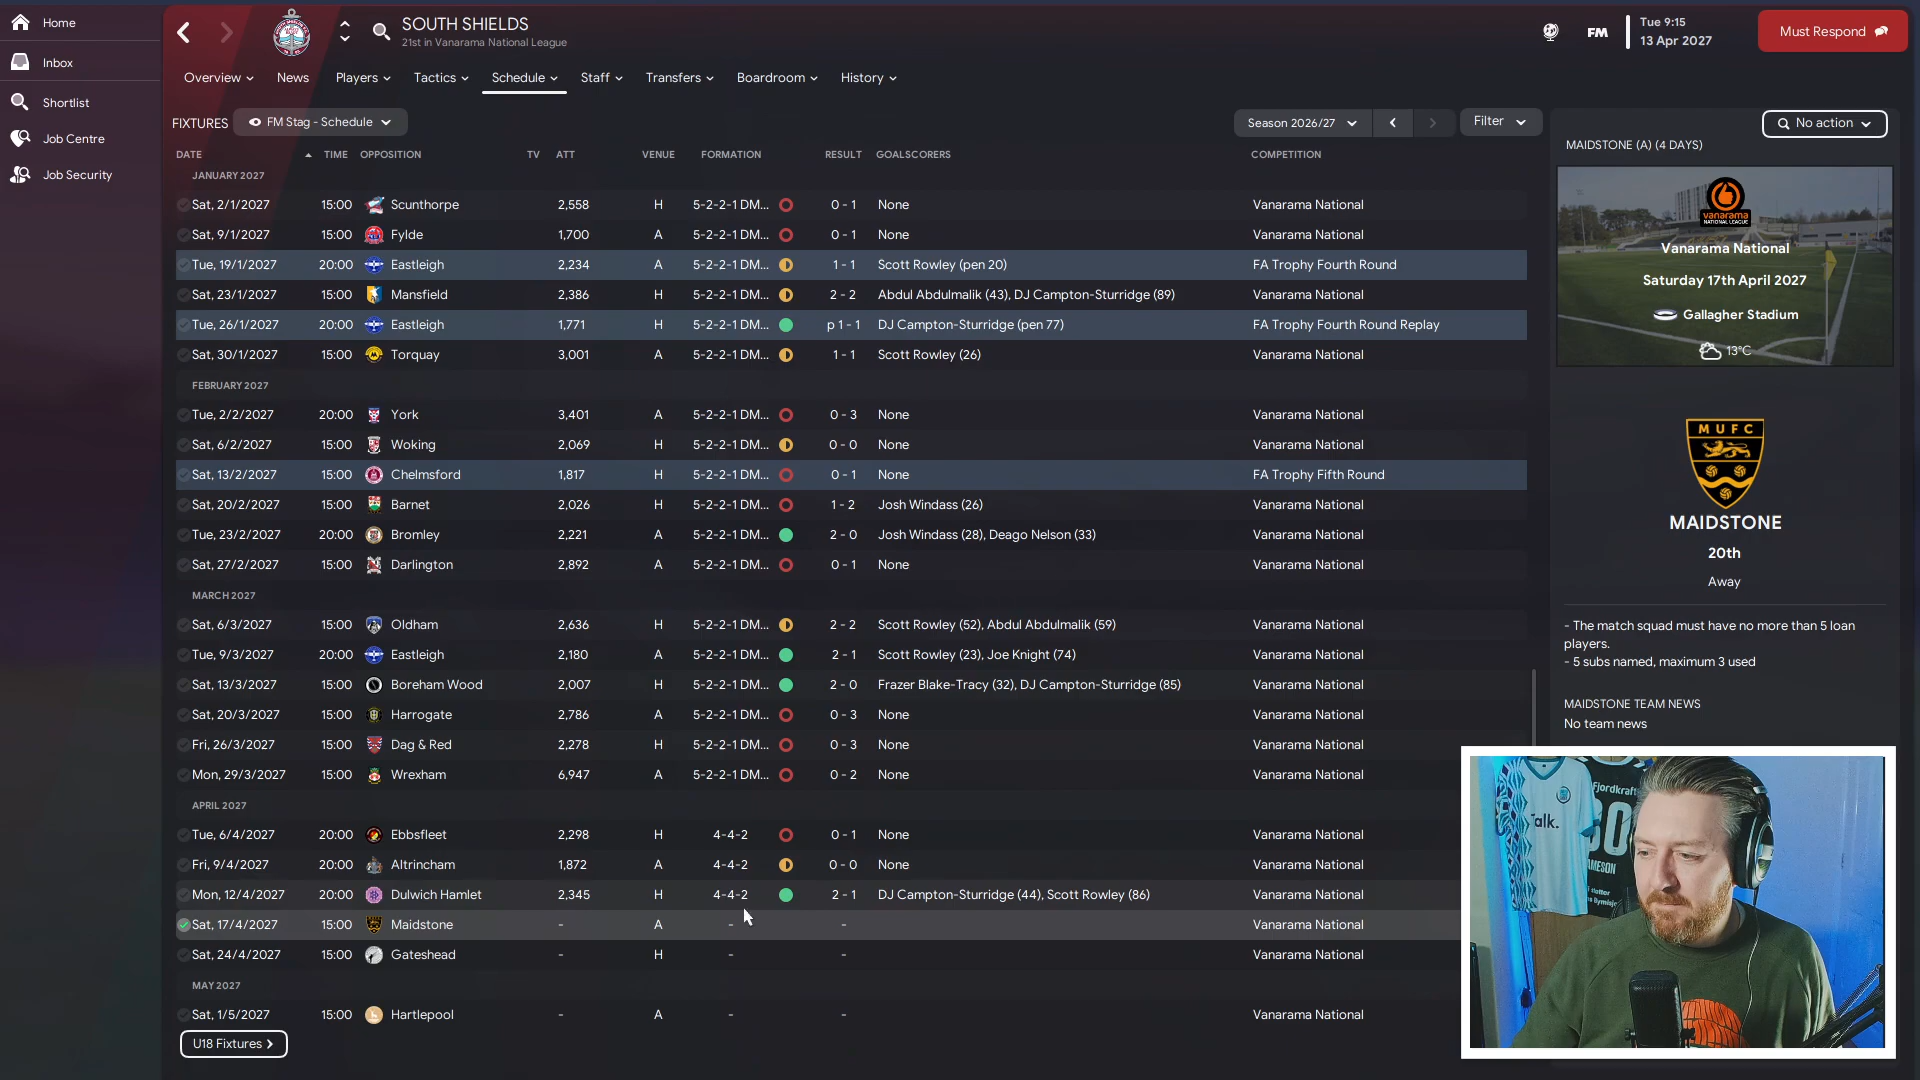 Home
Inbox
Shortlist
Job Centre
Job Security
SOUTH SHIELDS
21st in Vanarama National League
FM
Tue 9:15
13 Apr 2027
Must Respond
Overview News Players Tactics Schedule Staff Transfers Boardroom History
FIXTURES FM Stag - Schedule Season 2026/27 Filter
DATE TIME OPPOSITION TV ATT VENUE FORMATION RESULT GOALSCORERS COMPETITION
JANUARY 2027
Sat, 2/1/2027 15:00 Scunthorpe 2,558 H 5-2-2-1 DM... 0 - 1 None Vanarama National
Sat, 9/1/2027 15:00 Fylde 1,700 A 5-2-2-1 DM... 0 - 1 None Vanarama National
Tue, 19/1/2027 20:00 Eastleigh 2,234 A 5-2-2-1 DM... 1 - 1 Scott Rowley (pen 20) FA Trophy Fourth Round
Sat, 23/1/2027 15:00 Mansfield 2,386 H 5-2-2-1 DM... 2 - 2 Abdul Abdulmalik (43), DJ Campton-Sturridge (89) Vanarama National
Tue, 26/1/2027 20:00 Eastleigh 1,771 H 5-2-2-1 DM... p 1 - 1 DJ Campton-Sturridge (pen 77) FA Trophy Fourth Round Replay
Sat, 30/1/2027 15:00 Torquay 3,001 A 5-2-2-1 DM... 1 - 1 Scott Rowley (26) Vanarama National
FEBRUARY 2027
Tue, 2/2/2027 20:00 York 3,401 A 5-2-2-1 DM... 0 - 3 None Vanarama National
Sat, 6/2/2027 15:00 Woking 2,069 H 5-2-2-1 DM... 0 - 0 None Vanarama National
Sat, 13/2/2027 15:00 Chelmsford 1,817 H 5-2-2-1 DM... 0 - 1 None FA Trophy Fifth Round
Sat, 20/2/2027 15:00 Barnet 2,026 H 5-2-2-1 DM... 1 - 2 Josh Windass (26) Vanarama National
Tue, 23/2/2027 20:00 Bromley 2,221 A 5-2-2-1 DM... 2 - 0 Josh Windass (28), Deago Nelson (33) Vanarama National
Sat, 27/2/2027 15:00 Darlington 2,892 A 5-2-2-1 DM... 0 - 1 None Vanarama National
MARCH 2027
Sat, 6/3/2027 15:00 Oldham 2,636 H 5-2-2-1 DM... 2 - 2 Scott Rowley (52), Abdul Abdulmalik (59) Vanarama National
Tue, 9/3/2027 20:00 Eastleigh 2,180 A 5-2-2-1 DM... 2 - 1 Scott Rowley (23), Joe Knight (74) Vanarama National
Sat, 13/3/2027 15:00 Boreham Wood 2,007 H 5-2-2-1 DM... 2 - 0 Frazer Blake-Tracy (32), DJ Campton-Sturridge (85) Vanarama National
Sat, 20/3/2027 15:00 Harrogate 2,786 A 5-2-2-1 DM... 0 - 3 None Vanarama National
Fri, 26/3/2027 15:00 Dag & Red 2,278 H 5-2-2-1 DM... 0 - 3 None Vanarama National
Mon, 29/3/2027 15:00 Wrexham 6,947 A 5-2-2-1 DM... 0 - 2 None Vanarama National
APRIL 2027
Tue, 6/4/2027 20:00 Ebbsfleet 2,298 H 4-4-2 0 - 1 None Vanarama National
Fri, 9/4/2027 20:00 Altrincham 1,872 A 4-4-2 0 - 0 None Vanarama National
Mon, 12/4/2027 20:00 Dulwich Hamlet 2,345 H 4-4-2 2 - 1 DJ Campton-Sturridge (44), Scott Rowley (86) Vanarama National
Sat, 17/4/2027 15:00 Maidstone - A - - Vanarama National
Sat, 24/4/2027 15:00 Gateshead - H - - Vanarama National
MAY 2027
Sat, 1/5/2027 15:00 Hartlepool - A - - Vanarama National
U18 Fixtures
No action
MAIDSTONE (A) (4 DAYS)
vanarama
NATIONAL LEAGUE
Vanarama National
Saturday 17th April 2027
Gallagher Stadium
13°C
MUFC
MAIDSTONE
20th
Away
- The match squad must have no more than 5 loan
players.
- 5 subs named, maximum 3 used
MAIDSTONE TEAM NEWS
No team news
Fjordkraft
Talk.